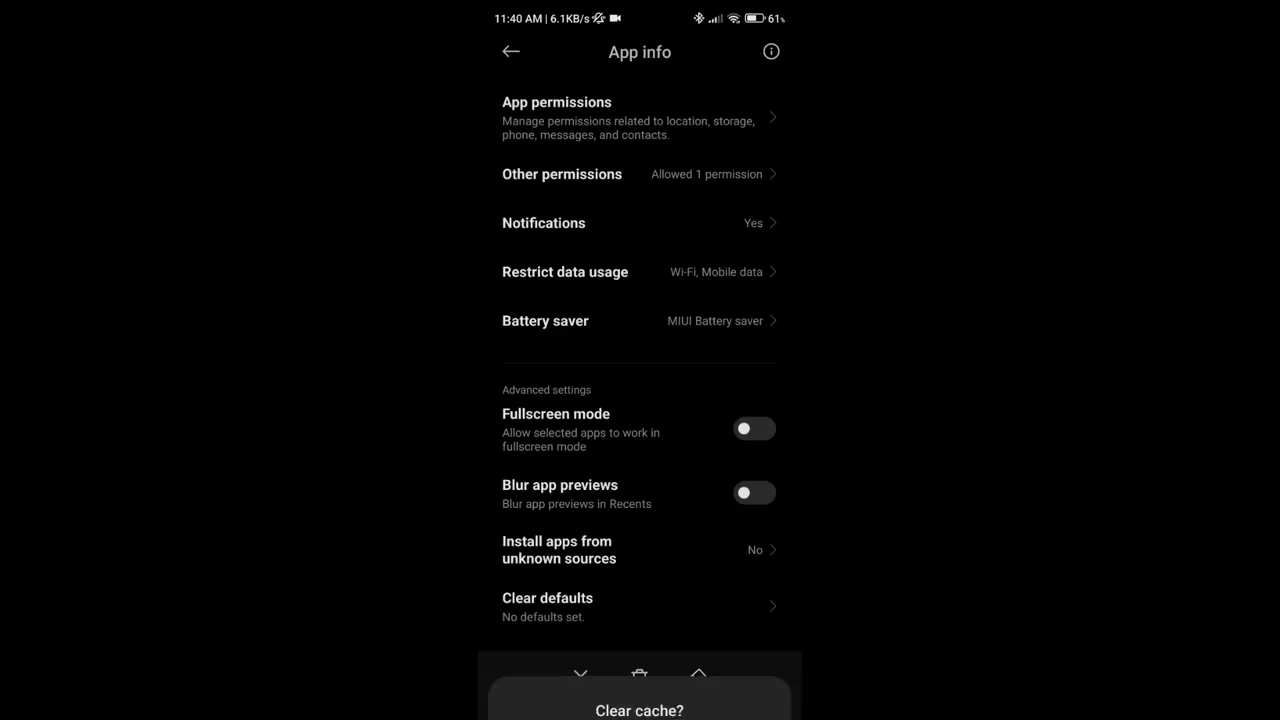 11:40 AM | 6.1KB/s 61%
App info
App permissions
Manage permissions related to location, storage,
phone, messages, and contacts.
Other permissions Allowed 1 permission
Notifications Yes
Restrict data usage Wi-Fi, Mobile data
Battery saver MIUI Battery saver
Advanced settings
Fullscreen mode
Allow selected apps to work in
fullscreen mode
Blur app previews
Blur app previews in Recents
Install apps from
unknown sources
No
Clear defaults
No defaults set.
Clear cache?